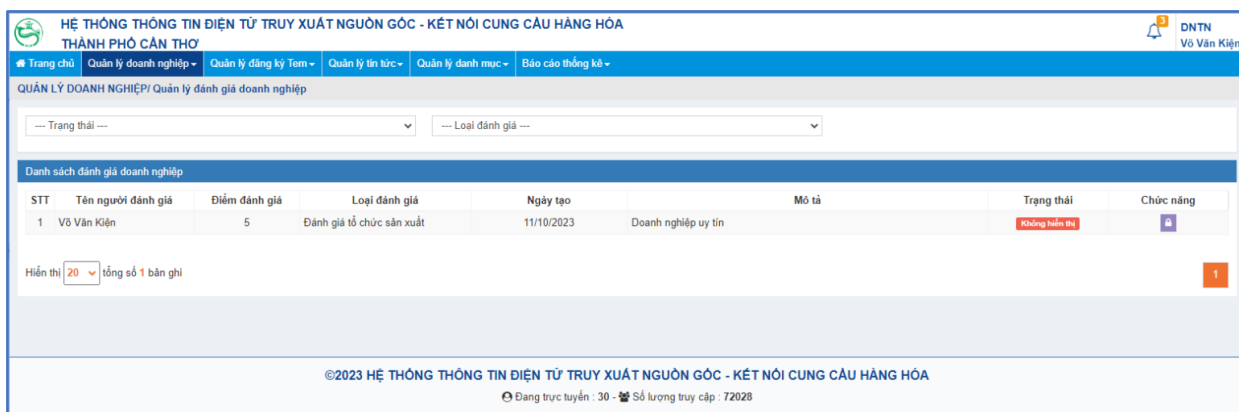 HỆ THỐNG THÔNG TIN ĐIỆN TỬ TRUY XUẤT NGUỒN GỐC - KẾT NỐI CUNG CẦU HÀNG HÓA
THÀNH PHỐ CẦN THƠ
3
DNTN
Võ Văn Kiện
Trang chủ Quản lý doanh nghiệp Quản lý đăng ký Tem Quản lý tin tức Quản lý danh mục Báo cáo thống kê
QUẢN LÝ DOANH NGHIỆP/ Quản lý đánh giá doanh nghiệp
--- Trạng thái --- --- Loại đánh giá ---
Danh sách đánh giá doanh nghiệp
STT Tên người đánh giá Điểm đánh giá Loại đánh giá Ngày tạo Mô tả Trạng thái Chức năng
1 Võ Văn Kiện 5 Đánh giá tổ chức sản xuất 11/10/2023 Doanh nghiệp uy tín Không hiển thị
Hiển thị 20 tổng số 1 bản ghi 1
©2023 HỆ THỐNG THÔNG TIN ĐIỆN TỬ TRUY XUẤT NGUỒN GỐC - KẾT NỐI CUNG CẦU HÀNG HÓA
Đang trực tuyến : 30 - Số lượng truy cập : 72028